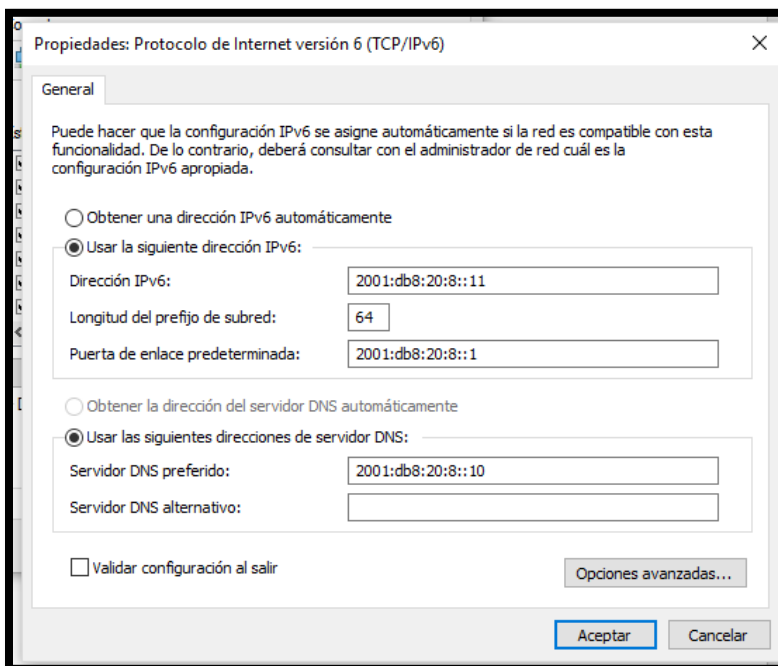 Propiedades: Protocolo de Internet versión 6 (TCP/IPv6)
General
Puede hacer que la configuración IPv6 se asigne automáticamente si la red es compatible con esta
funcionalidad. De lo contrario, deberá consultar con el administrador de red cuál es la
configuración IPv6 apropiada.
Obtener una dirección IPv6 automáticamente
Usar la siguiente dirección IPv6:
Dirección IPv6: 2001:db8:20:8::11
Longitud del prefijo de subred: 64
Puerta de enlace predeterminada: 2001:db8:20:8::1
Obtener la dirección del servidor DNS automáticamente
Usar las siguientes direcciones de servidor DNS:
Servidor DNS preferido: 2001:db8:20:8::10
Servidor DNS alternativo:
Validar configuración al salir
Opciones avanzadas...
Aceptar Cancelar